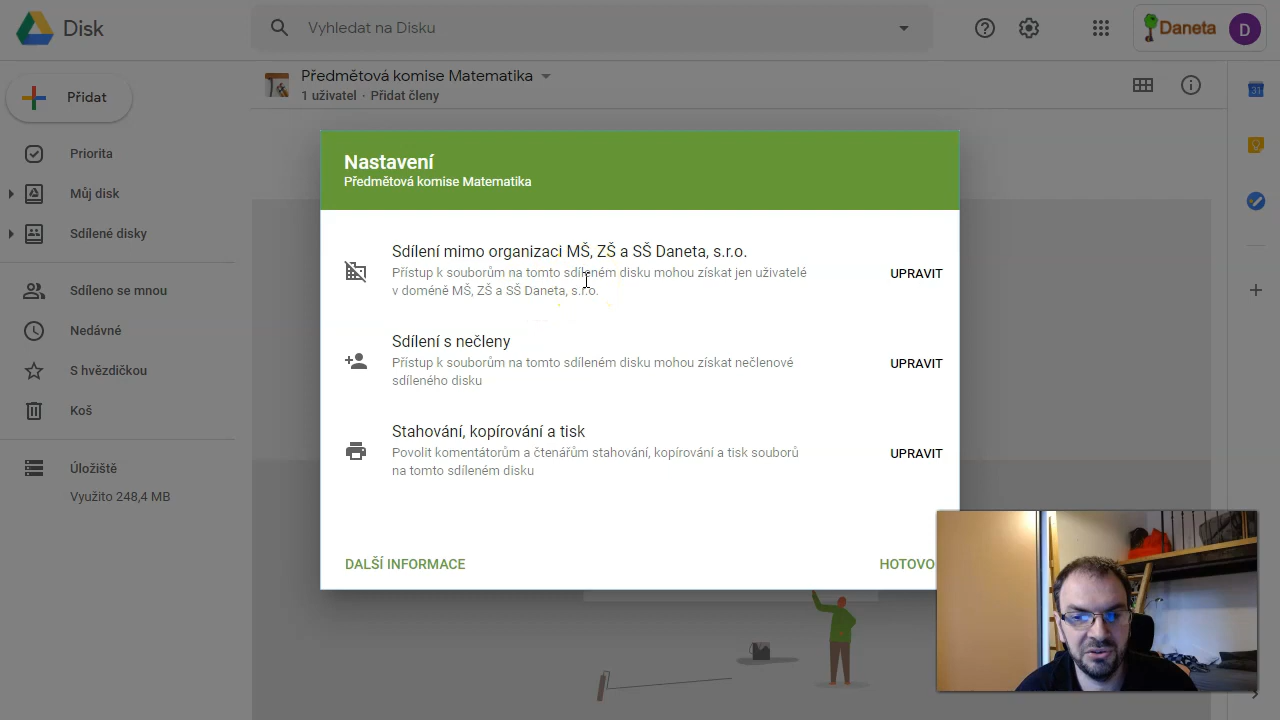 Disk
Vyhledat na Disku
Daneta
D
Přidat
Předmětová komise Matematika
1 uživatel · Přidat členy
31
Priorita
Můj disk
Sdílené disky
Sdíleno se mnou
Nedávné
S hvězdičkou
Koš
Úložiště
Využito 248,4 MB
Nastavení
Předmětová komise Matematika
Sdílení mimo organizaci MŠ, ZŠ a SŠ Daneta, s.r.o.
Přístup k souborům na tomto sdíleném disku mohou získat jen uživatelé
v doméně MŠ, ZŠ a SŠ Daneta, s.r.o.
UPRAVIT
Sdílení s nečleny
Přístup k souborům na tomto sdíleném disku mohou získat nečlenové
sdíleného disku
UPRAVIT
Stahování, kopírování a tisk
Povolit komentátorům a čtenářům stahování, kopírování a tisk souborů
na tomto sdíleném disku
UPRAVIT
DALŠÍ INFORMACE
HOTOVO